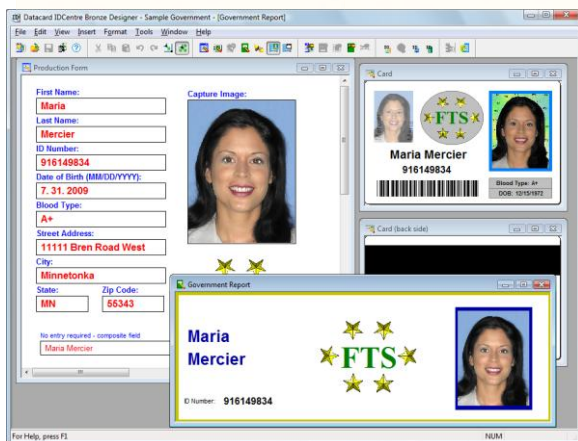 Datacard IDCentre Bronze Designer - Sample Government - [Government Report]
File Edit View Insert Format Tools Window Help
Production Form
First Name:
Maria
Last Name:
Mercier
ID Number:
916149834
Date of Birth (MM/DD/YYYY):
7. 31. 2009
Blood Type:
A+
Street Address:
11111 Bren Road West
City:
Minnetonka
State: Zip Code:
MN 55343
No entry required - composite field
Maria Mercier
Capture Image:
Card
FTS
Maria Mercier
916149834
Blood Type: A+
DOB: 12/15/1972
Card (back side)
Government Report
Maria
Mercier
FTS
ID Number: 916149834
For Help, press F1
NUM